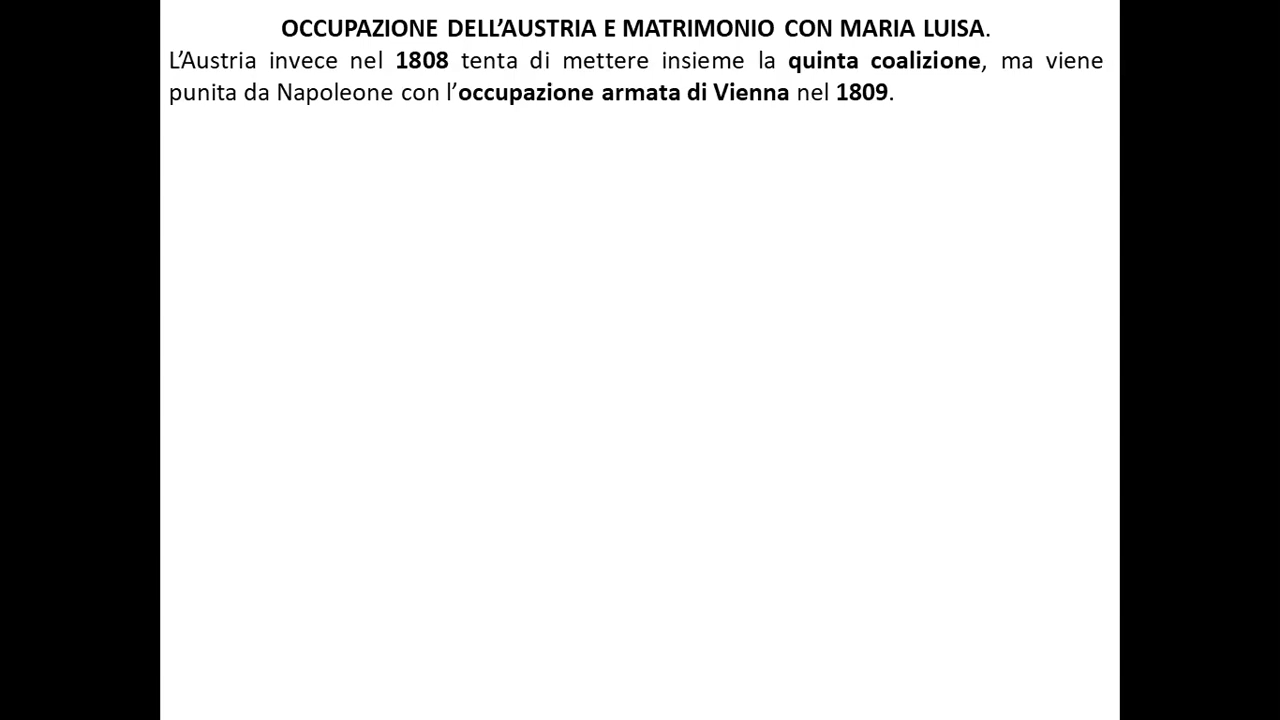 OCCUPAZIONE DELL’AUSTRIA E MATRIMONIO CON MARIA LUISA.
L’Austria invece nel 1808 tenta di mettere insieme la quinta coalizione, ma viene
punita da Napoleone con l’occupazione armata di Vienna nel 1809.